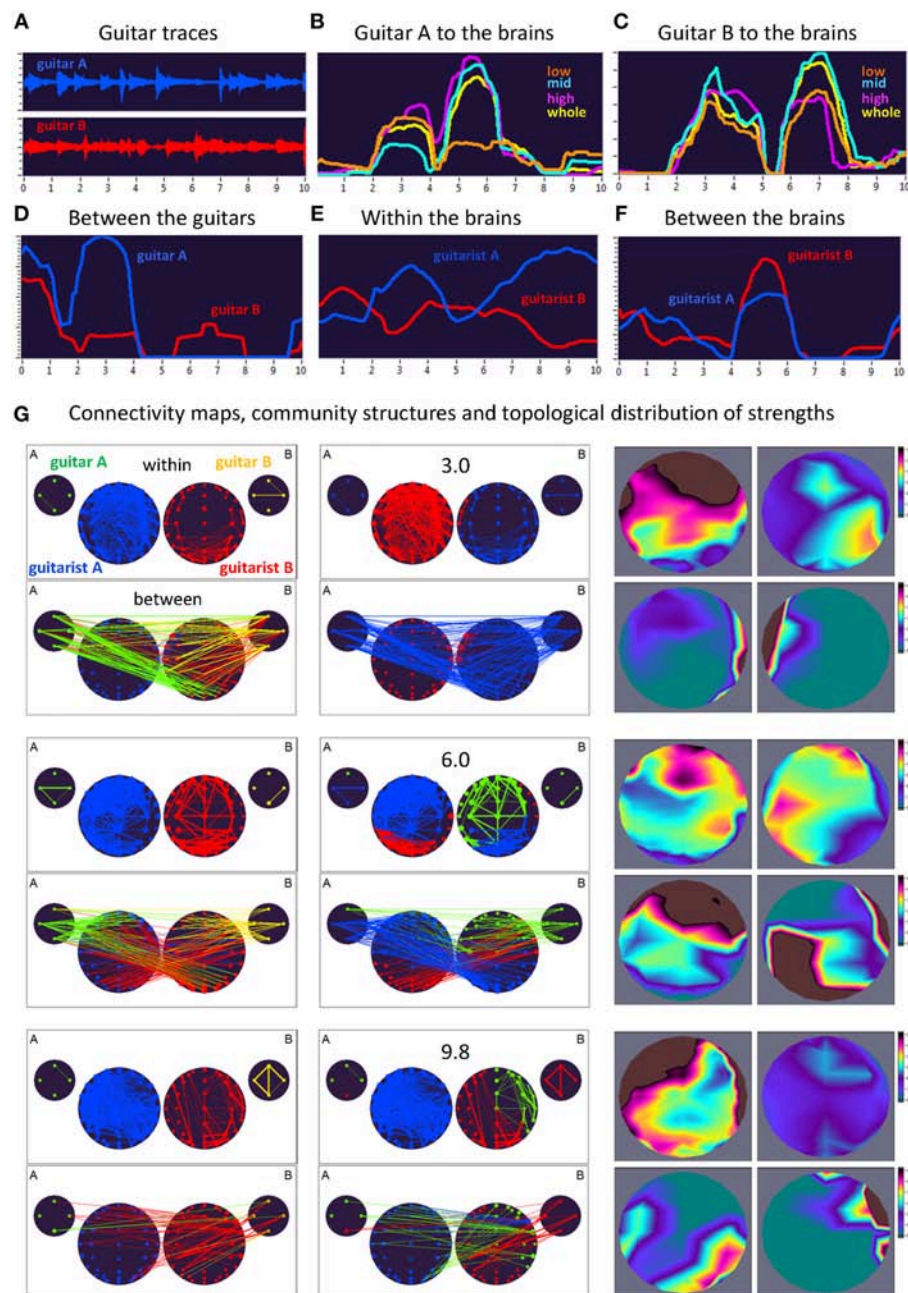 A Guitar traces
guitar A
guitar B
0 1 2 3 4 5 6 7 8 9 10
B Guitar A to the brains
low
mid
high
whole
0 1 2 3 4 5 6 7 8 9 10
C Guitar B to the brains
low
mid
high
whole
0 1 2 3 4 5 6 7 8 9 10
D Between the guitars
guitar A
guitar B
0 1 2 3 4 5 6 7 8 9 10
E Within the brains
guitarist A
guitarist B
0 1 2 3 4 5 6 7 8 9 10
F Between the brains
guitarist B
guitarist A
0 1 2 3 4 5 6 7 8 9 10
G Connectivity maps, community structures and topological distribution of strengths
A B
guitar A within guitar B
guitarist A guitarist B
A 3.0 B
A B
between
A B
A B
A 6.0 B
A B
A B
A B
A 9.8 B
A B
A B